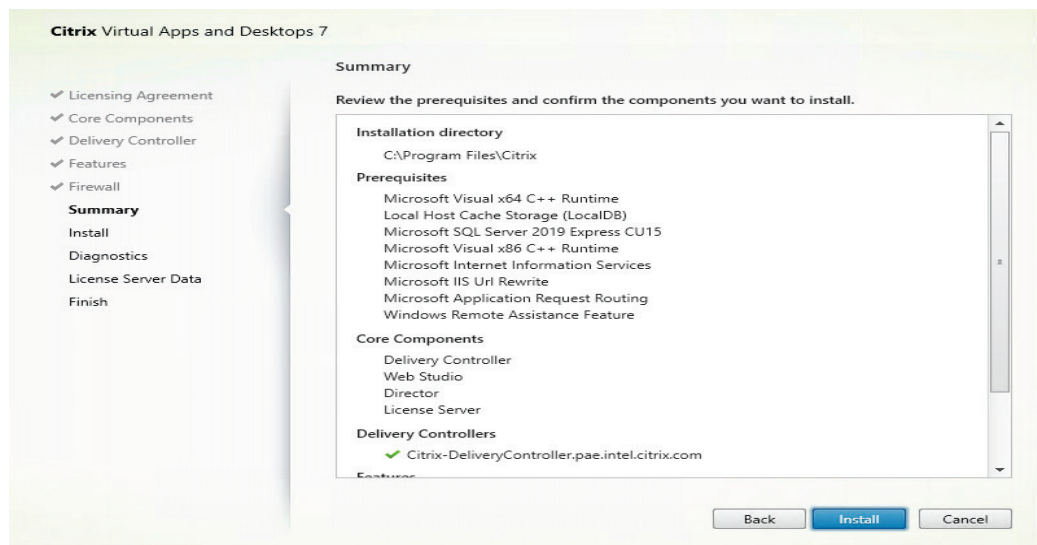 Citrix Virtual Apps and Desktops 7
Licensing Agreement
Core Components
Delivery Controller
Features
Firewall
Summary
Install
Diagnostics
License Server Data
Finish
Summary
Review the prerequisites and confirm the components you want to install.
Installation directory
C:\Program Files\Citrix
Prerequisites
Microsoft Visual x64 C++ Runtime
Local Host Cache Storage (LocalDB)
Microsoft SQL Server 2019 Express CU15
Microsoft Visual x86 C++ Runtime
Microsoft Internet Information Services
Microsoft IIS Url Rewrite
Microsoft Application Request Routing
Windows Remote Assistance Feature
Core Components
Delivery Controller
Web Studio
Director
License Server
Delivery Controllers
Citrix-DeliveryController.pae.intel.citrix.com
Features
Back
Install
Cancel